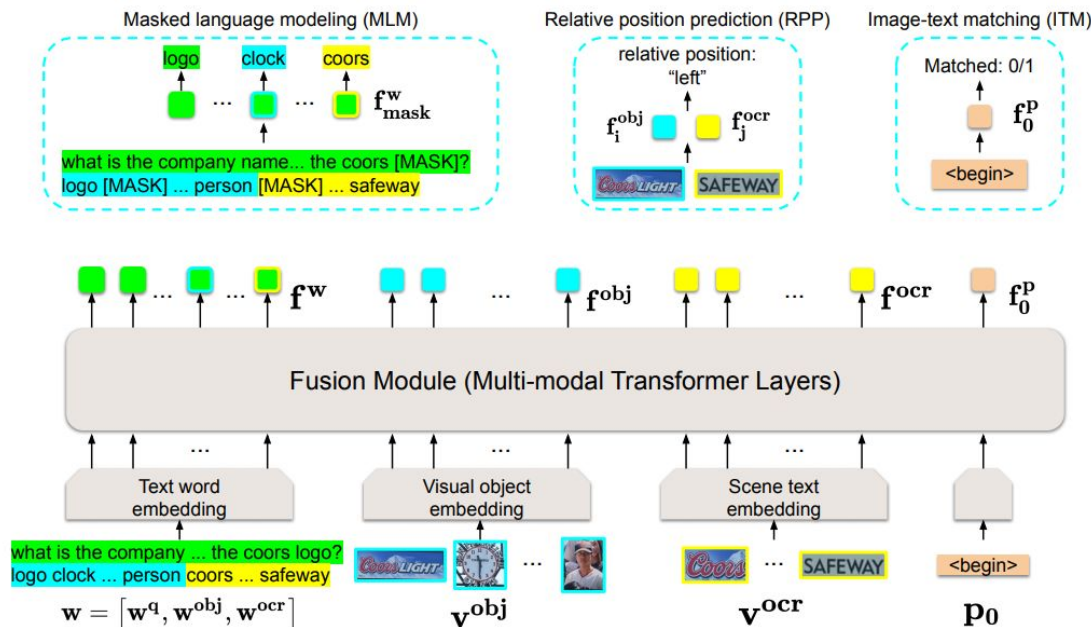 Masked language modeling (MLM)
logo clock coors
... ...
f^w_mask
what is the company name... the coors [MASK]?
logo [MASK] ... person [MASK] ... safeway
Relative position prediction (RPP)
relative position:
"left"
f^obj_i f^ocr_j
Coors LIGHT SAFEWAY
Image-text matching (ITM)
Matched: 0/1
f^p_0
<begin>
... ... f^w ... f^obj ... f^ocr f^p_0
Fusion Module (Multi-modal Transformer Layers)
... ... ...
Text word
embedding
Visual object
embedding
Scene text
embedding
what is the company ... the coors logo?
logo clock ... person coors ... safeway
Coors LIGHT ...
Coors ... SAFEWAY
<begin>
w = [w^q, w^obj, w^ocr] v^obj v^ocr p_0